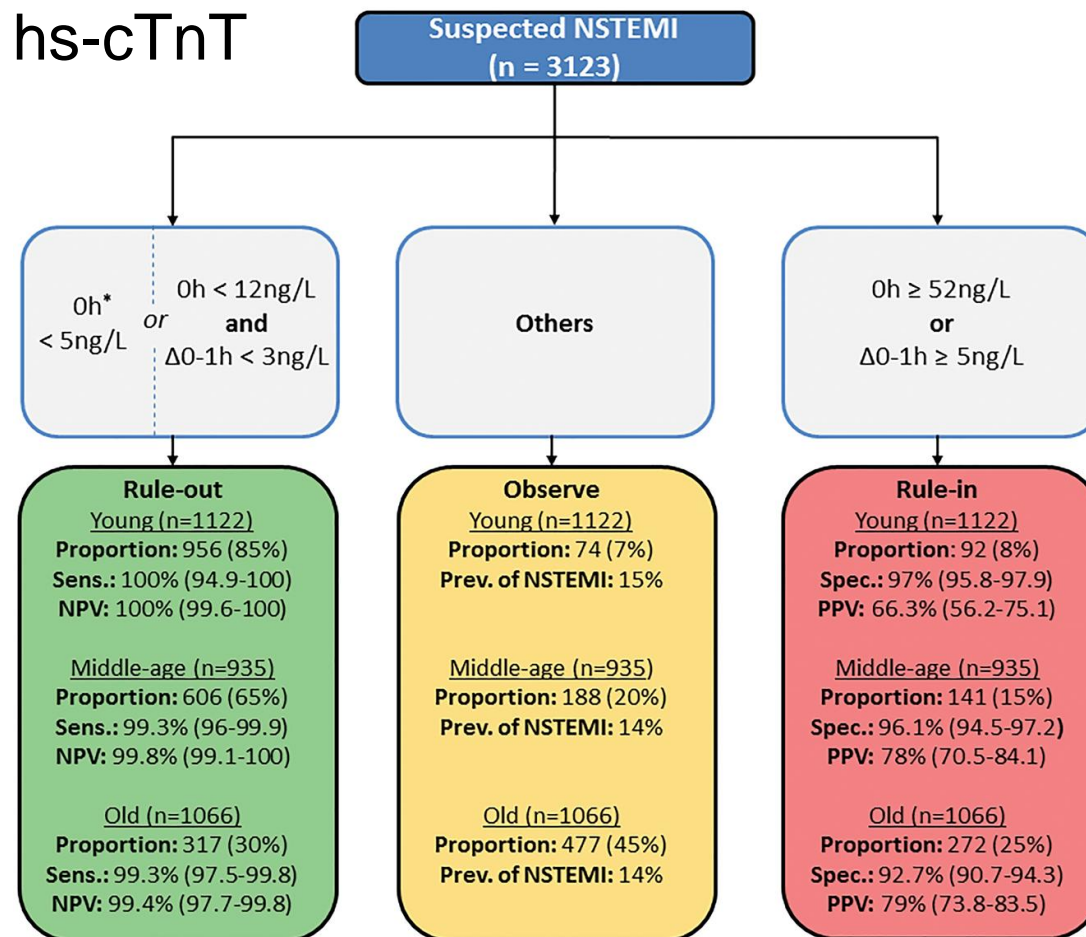 hs-cTnT
Suspected NSTEMI
(n = 3123)
0h*
< 5ng/L
or
0h < 12ng/L
and
Δ0-1h < 3ng/L
Others
0h ≥ 52ng/L
or
Δ0-1h ≥ 5ng/L
Rule-out
Young (n=1122)
Proportion: 956 (85%)
Sens.: 100% (94.9-100)
NPV: 100% (99.6-100)
Middle-age (n=935)
Proportion: 606 (65%)
Sens.: 99.3% (96-99.9)
NPV: 99.8% (99.1-100)
Old (n=1066)
Proportion: 317 (30%)
Sens.: 99.3% (97.5-99.8)
NPV: 99.4% (97.7-99.8)
Observe
Young (n=1122)
Proportion: 74 (7%)
Prev. of NSTEMI: 15%
Middle-age (n=935)
Proportion: 188 (20%)
Prev. of NSTEMI: 14%
Old (n=1066)
Proportion: 477 (45%)
Prev. of NSTEMI: 14%
Rule-in
Young (n=1122)
Proportion: 92 (8%)
Spec.: 97% (95.8-97.9)
PPV: 66.3% (56.2-75.1)
Middle-age (n=935)
Proportion: 141 (15%)
Spec.: 96.1% (94.5-97.2)
PPV: 78% (70.5-84.1)
Old (n=1066)
Proportion: 272 (25%)
Spec.: 92.7% (90.7-94.3)
PPV: 79% (73.8-83.5)